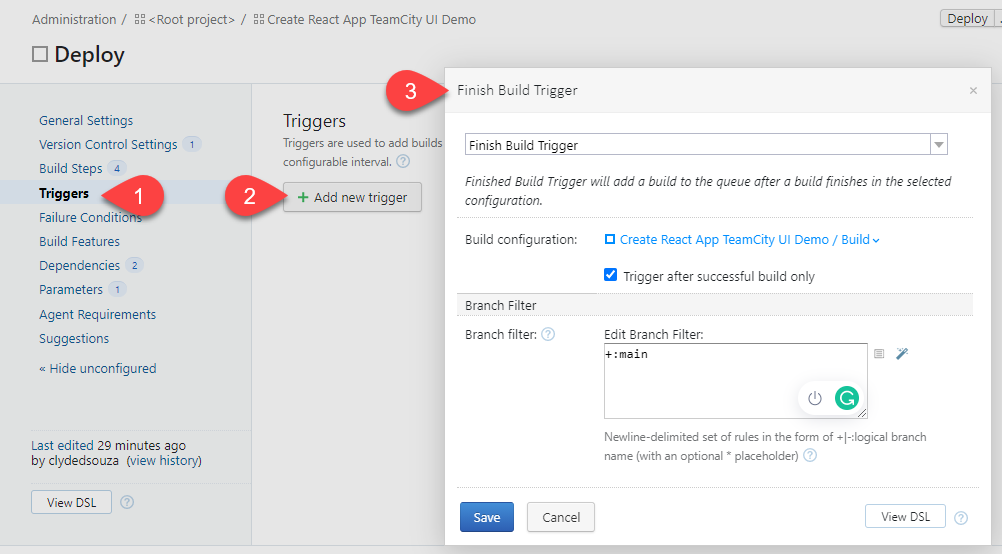 Administration / <Root project> / Create React App TeamCity UI Demo
Deploy
Deploy
General Settings
Version Control Settings 1
Build Steps 4
Triggers
Failure Conditions
Build Features
Dependencies 2
Parameters 1
Agent Requirements
Suggestions
« Hide unconfigured
Last edited 29 minutes ago
by clydedsouza (view history)
View DSL ?
1
Triggers
Triggers are used to add builds
configurable interval. ?
2
+ Add new trigger
3
Finish Build Trigger ×
Finish Build Trigger
Finished Build Trigger will add a build to the queue after a build finishes in the selected
configuration.
Build configuration: Create React App TeamCity UI Demo / Build
Trigger after successful build only
Branch Filter
Branch filter: ? Edit Branch Filter:
+:main
Newline-delimited set of rules in the form of +|-:logical branch
name (with an optional * placeholder) ?
Save Cancel View DSL ?